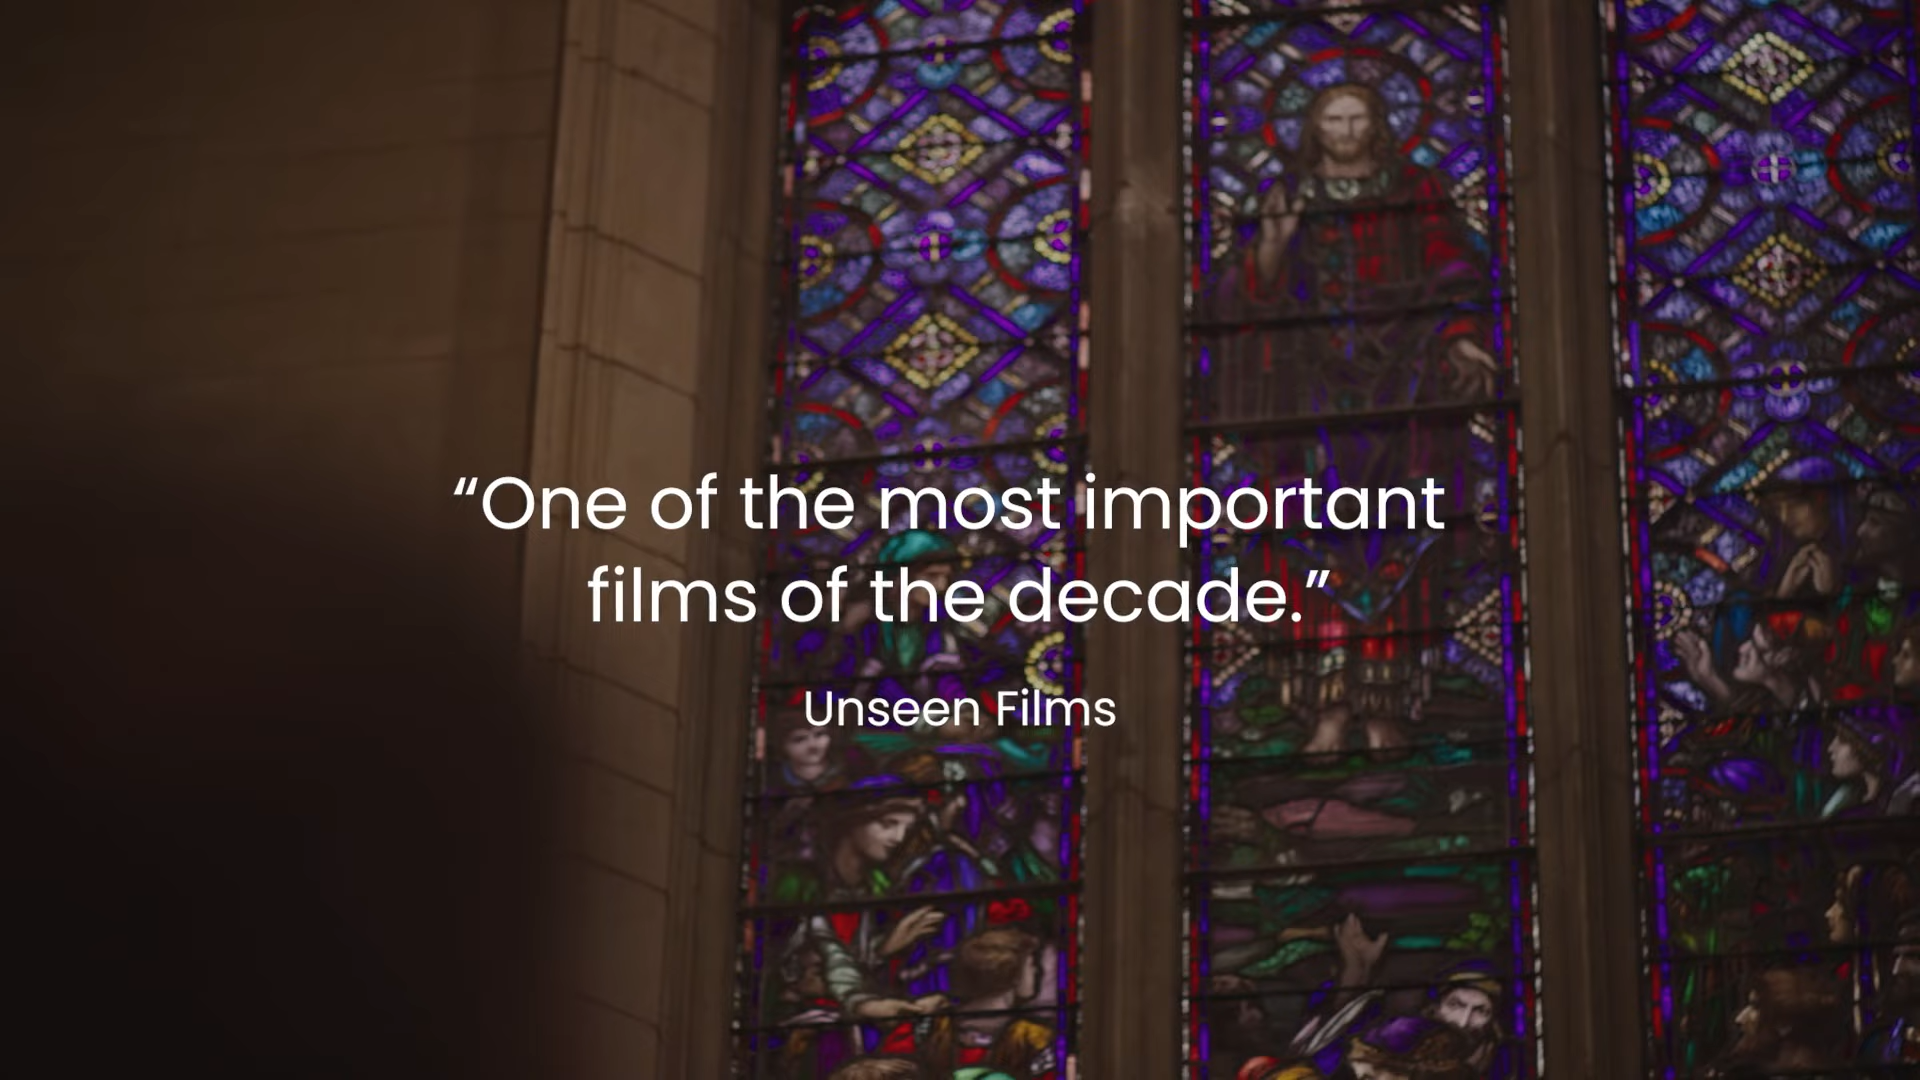 “One of the most important
films of the decade.”
Unseen Films